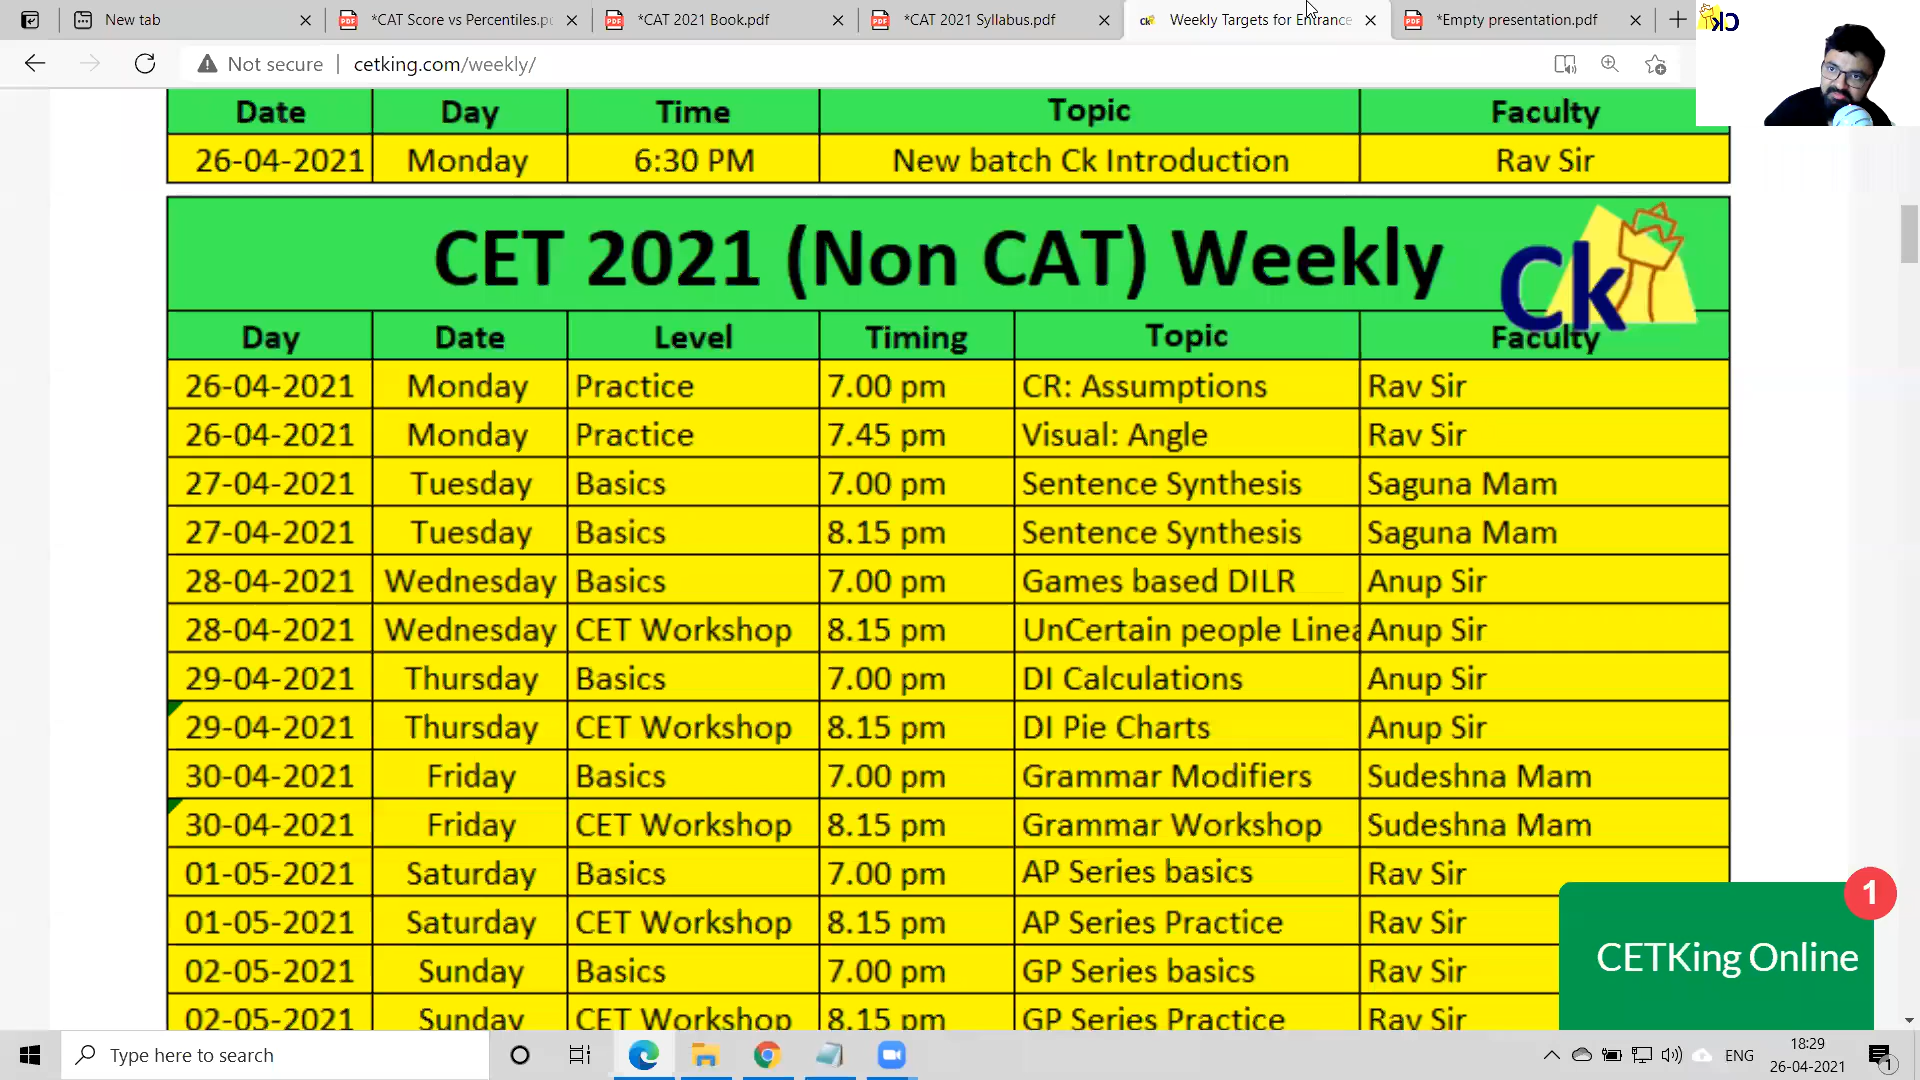 New tab
*CAT Score vs Percentiles.pd
*CAT 2021 Book.pdf
*CAT 2021 Syllabus.pdf
Weekly Targets for Entrance
*Empty presentation.pdf
Ck
Not secure cetking.com/weekly/
Date Day Time Topic Faculty
26-04-2021 Monday 6:30 PM New batch Ck Introduction Rav Sir
CET 2021 (Non CAT) Weekly
Ck
Day Date Level Timing Topic Faculty
26-04-2021 Monday Practice 7.00 pm CR: Assumptions Rav Sir
26-04-2021 Monday Practice 7.45 pm Visual: Angle Rav Sir
27-04-2021 Tuesday Basics 7.00 pm Sentence Synthesis Saguna Mam
27-04-2021 Tuesday Basics 8.15 pm Sentence Synthesis Saguna Mam
28-04-2021 Wednesday Basics 7.00 pm Games based DILR Anup Sir
28-04-2021 Wednesday CET Workshop 8.15 pm UnCertain people Linea Anup Sir
29-04-2021 Thursday Basics 7.00 pm DI Calculations Anup Sir
29-04-2021 Thursday CET Workshop 8.15 pm DI Pie Charts Anup Sir
30-04-2021 Friday Basics 7.00 pm Grammar Modifiers Sudeshna Mam
30-04-2021 Friday CET Workshop 8.15 pm Grammar Workshop Sudeshna Mam
01-05-2021 Saturday Basics 7.00 pm AP Series basics Rav Sir
01-05-2021 Saturday CET Workshop 8.15 pm AP Series Practice Rav Sir
02-05-2021 Sunday Basics 7.00 pm GP Series basics Rav Sir
02-05-2021 Sunday CET Workshop 8.15 pm GP Series Practice Rav Sir
1
CETKing Online
Type here to search
ENG
18:29
26-04-2021
1